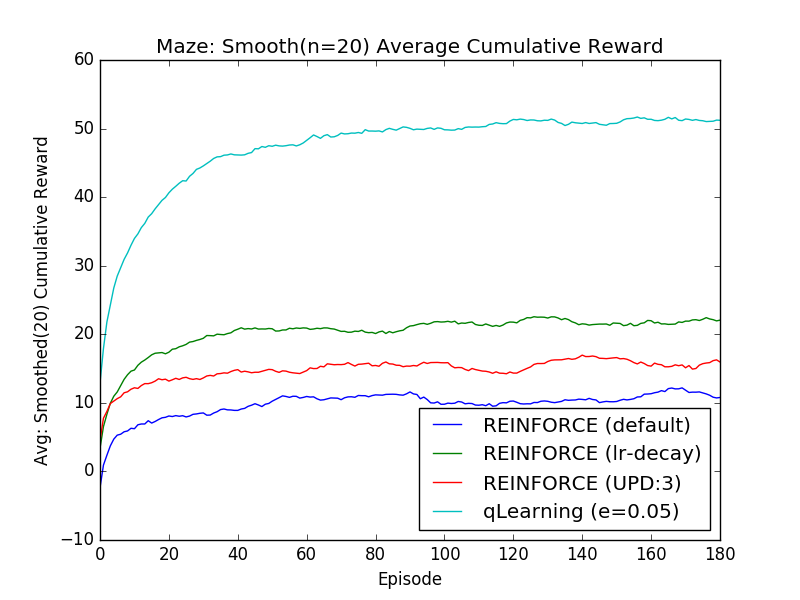 Maze: Smooth(n=20) Average Cumulative Reward
60
50
40
30
20
10
0
−10
Avg: Smoothed(20) Cumulative Reward
REINFORCE (default)
REINFORCE (lr-decay)
REINFORCE (UPD:3)
qLearning (e=0.05)
0 20 40 60 80 100 120 140 160 180
Episode